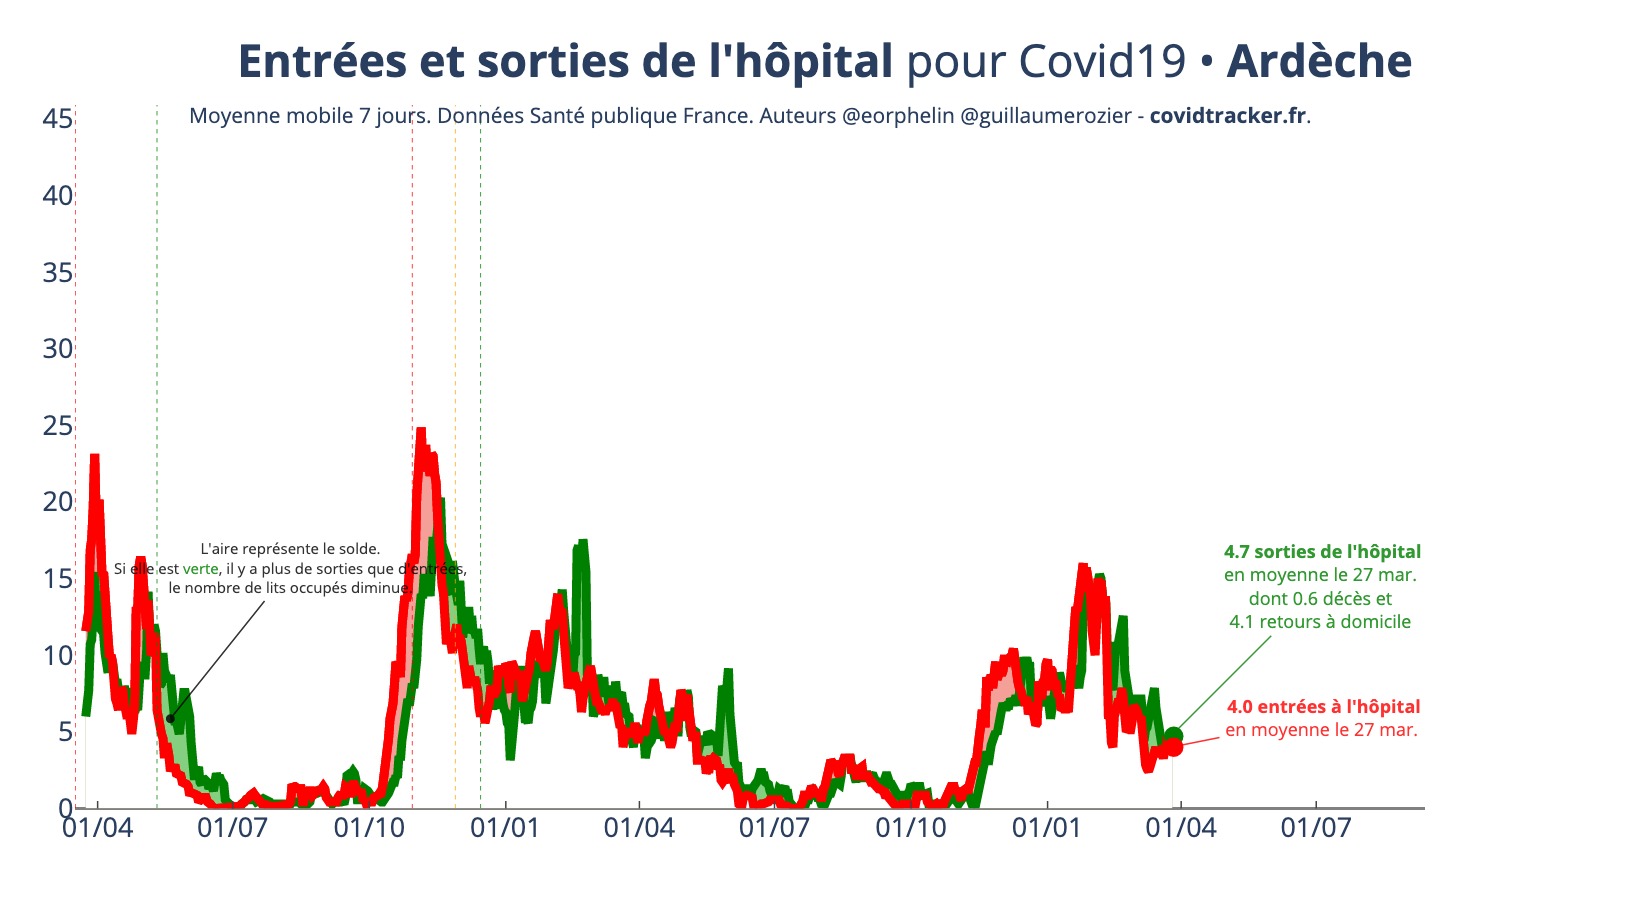 Entrées et sorties de l'hôpital pour Covid19 • Ardèche
Moyenne mobile 7 jours. Données Santé publique France. Auteurs @eorphelin @guillaumerozier - covidtracker.fr.
45
40
35
30
25
20
15
10
5
0
L'aire représente le solde.
Si elle est verte, il y a plus de sorties que d'entrées,
le nombre de lits occupés diminue.
4.7 sorties de l'hôpital
en moyenne le 27 mar.
dont 0.6 décès et
4.1 retours à domicile
4.0 entrées à l'hôpital
en moyenne le 27 mar.
01/04 01/07 01/10 01/01 01/04 01/07 01/10 01/01 01/04 01/07